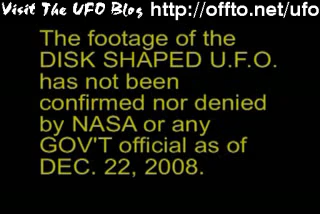 Visit The UFO Blog http://offto.net/ufo
The footage of the
DISK SHAPED U.F.O.
has not been
confirmed nor denied
by NASA or any
GOV'T official as of
DEC. 22, 2008.